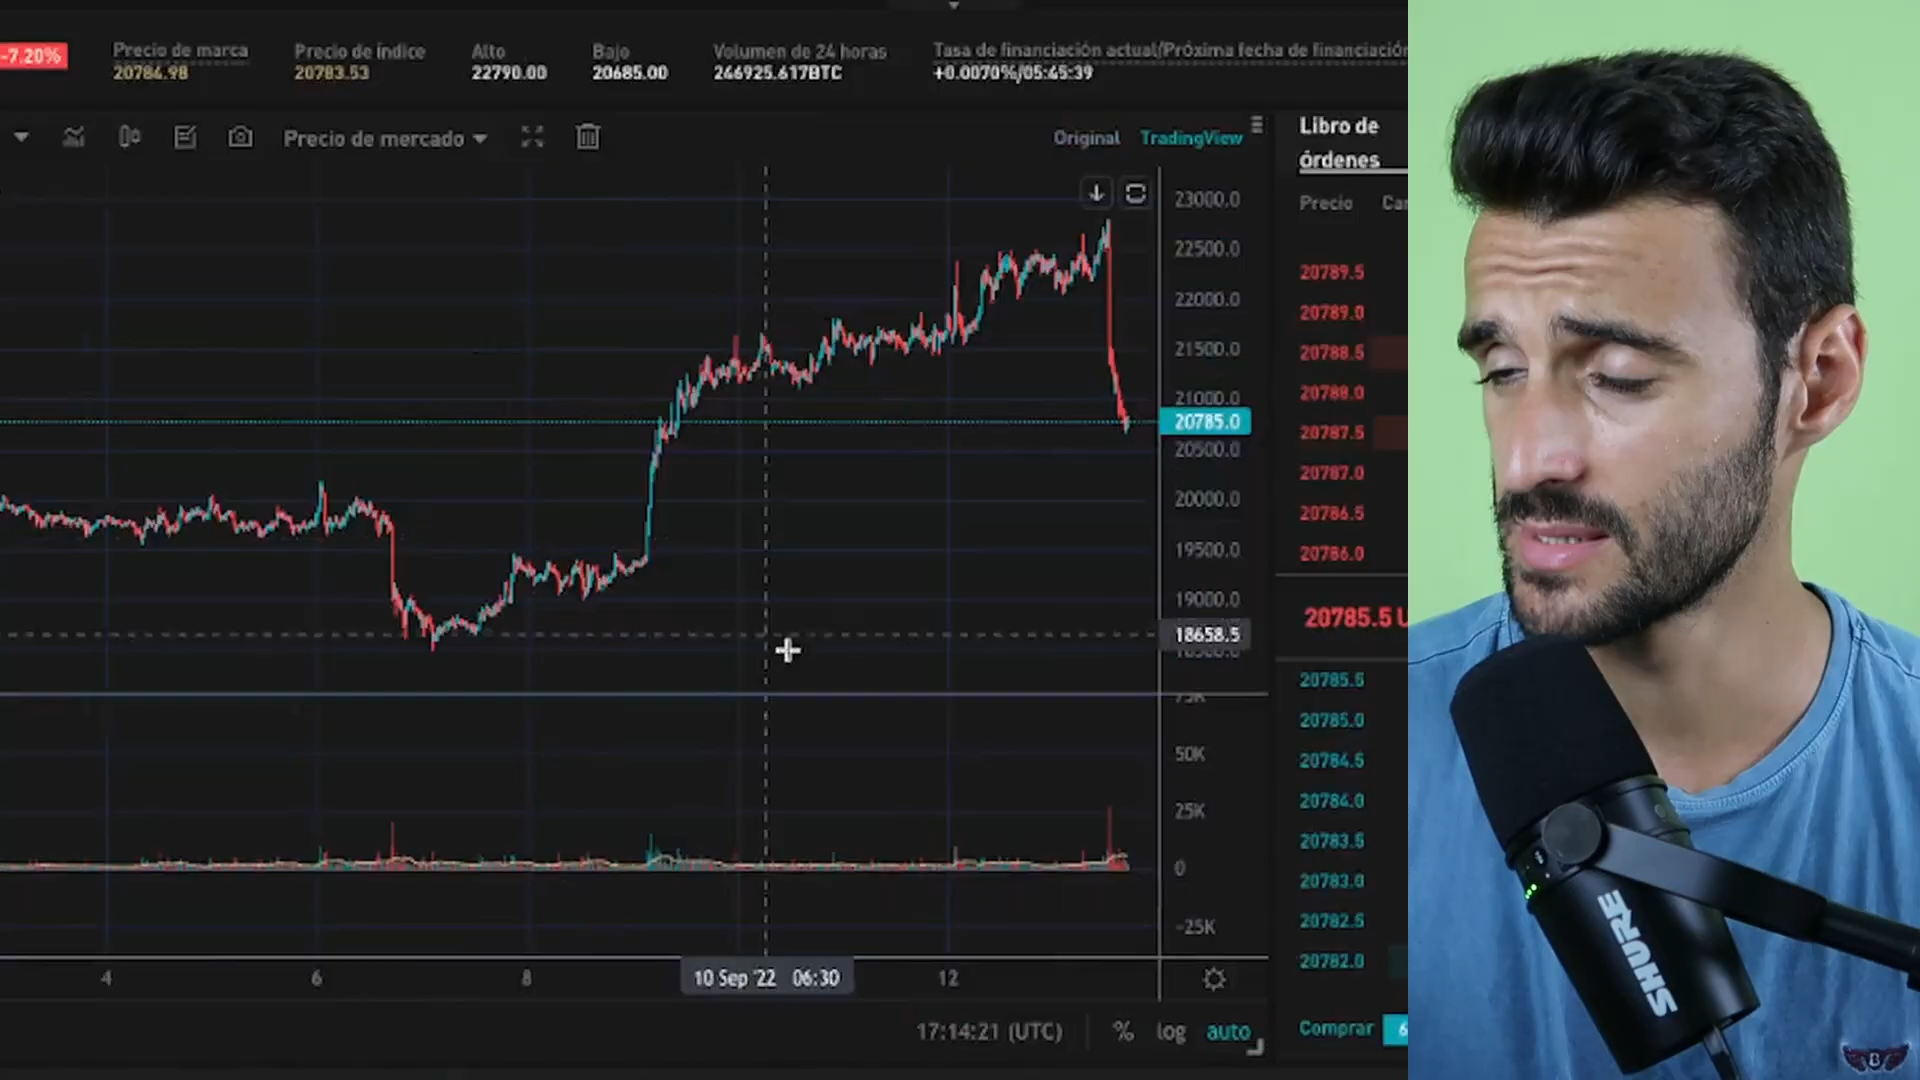 -7.20%
Precio de marca
20784.98
Precio de índice
20783.53
Alto
22790.00
Bajo
20685.00
Volumen de 24 horas
246925.617BTC
Tasa de financiación actual/Próxima fecha de financiación
+0.0070%/05:45:39
Precio de mercado
Original
TradingView
Libro de
órdenes
Precio
23000.0
22500.0
22000.0
21500.0
21000.0
20785.0
20500.0
20000.0
19500.0
19000.0
18658.5
50K
25K
0
-25K
4
6
8
10 Sep '22 06:30
12
17:14:21 (UTC)
%
log
auto
20789.5
20789.0
20788.5
20788.0
20787.5
20787.0
20786.5
20786.0
20785.5 U
20785.5
20785.0
20784.5
20784.0
20783.5
20783.0
20782.5
20782.0
Comprar
6
SHURE
B